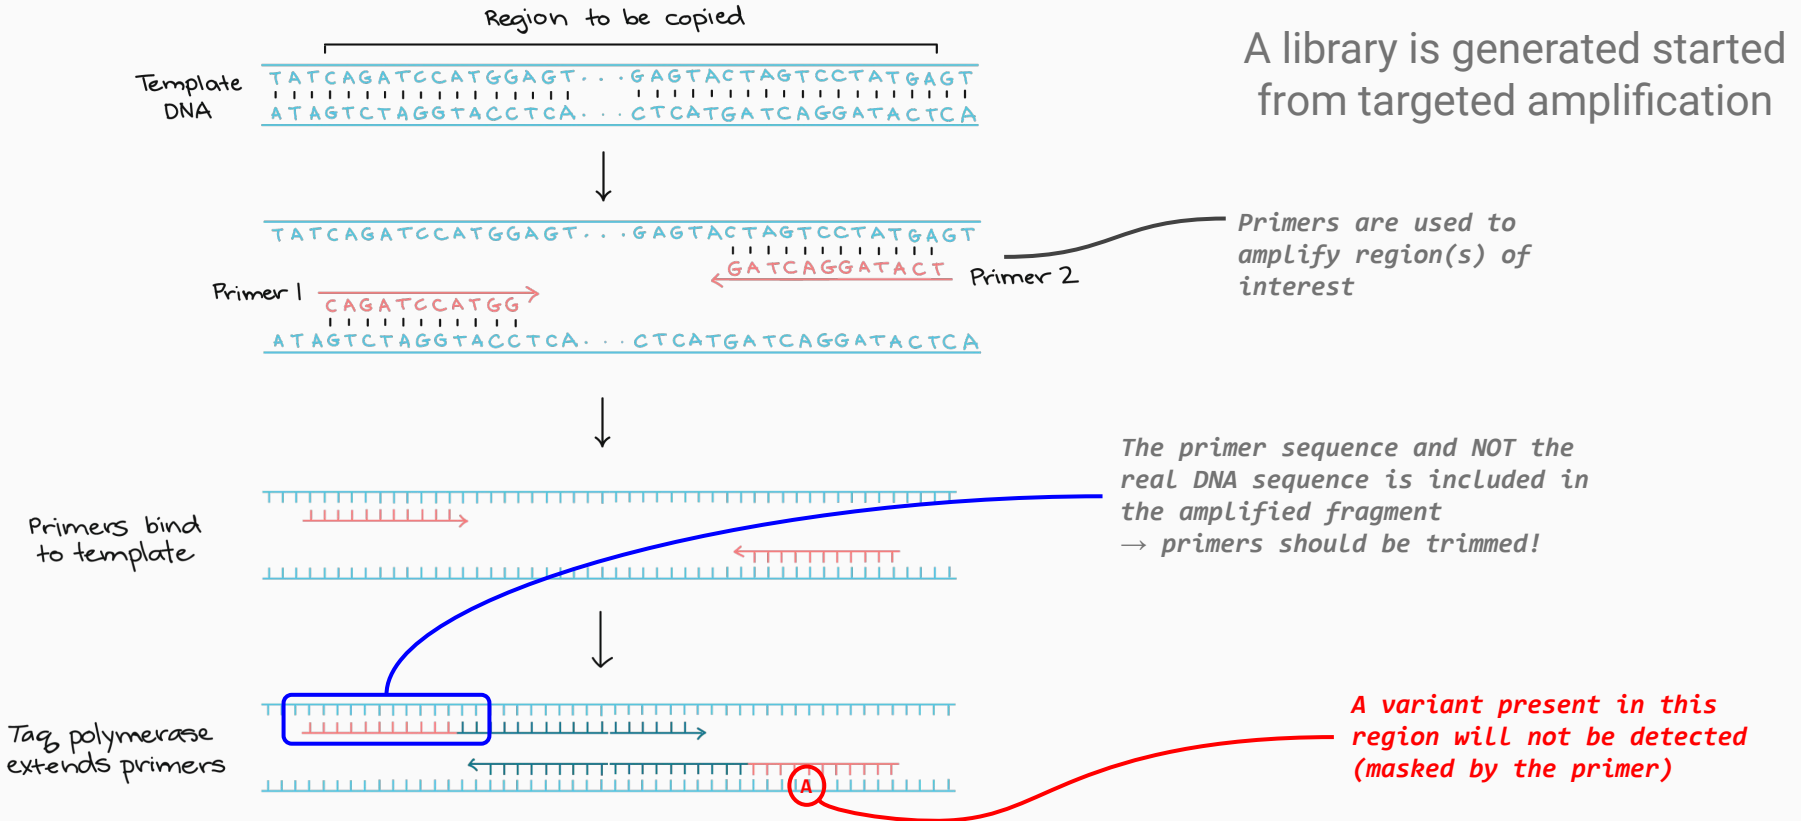 Region to be copied
A library is generated started
from targeted amplification
Template
DNA
TATCAGATCCATGGAGT...GAGTACTAGTCCTATGAGT
ATAGTCTAGGTACCTCA...CTCATGATCAGGATACTCA
TATCAGATCCATGGAGT...GAGTACTAGTCCTATGAGT
GATCAGGATACT
Primer 2
Primer 1
CAGATCCATGG
ATAGTCTAGGTACCTCA...CTCATGATCAGGATACTCA
Primers are used to
amplify region(s) of
interest
Primers bind
to template
The primer sequence and NOT the
real DNA sequence is included in
the amplified fragment
→ primers should be trimmed!
Taq polymerase
extends primers
A
A variant present in this
region will not be detected
(masked by the primer)